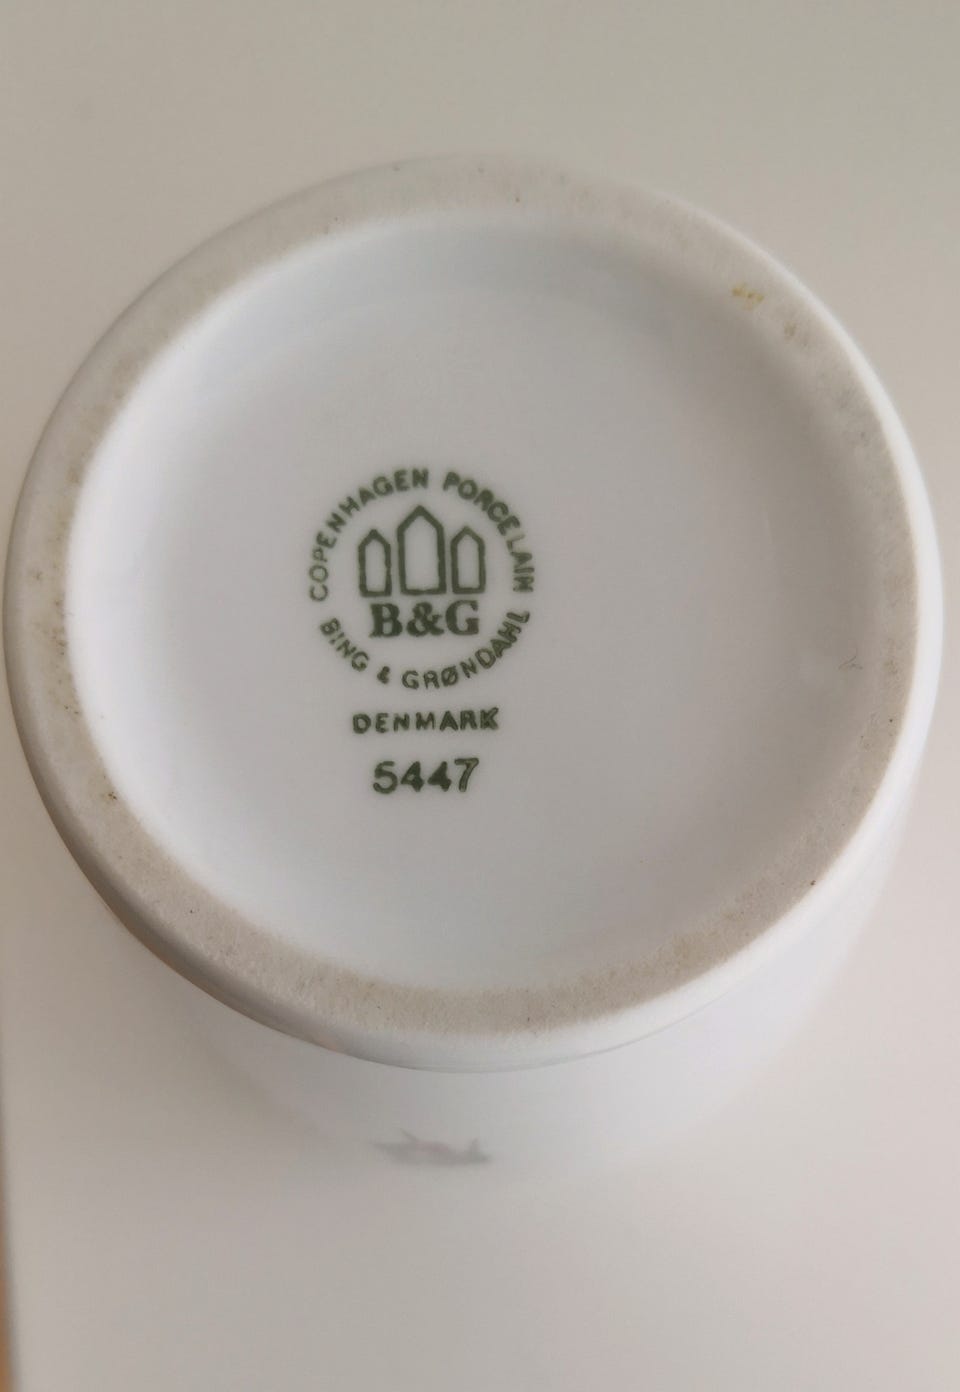 COPENHAGEN PORCELAIN
B&G
BING & GRØNDAHL
DENMARK
5447